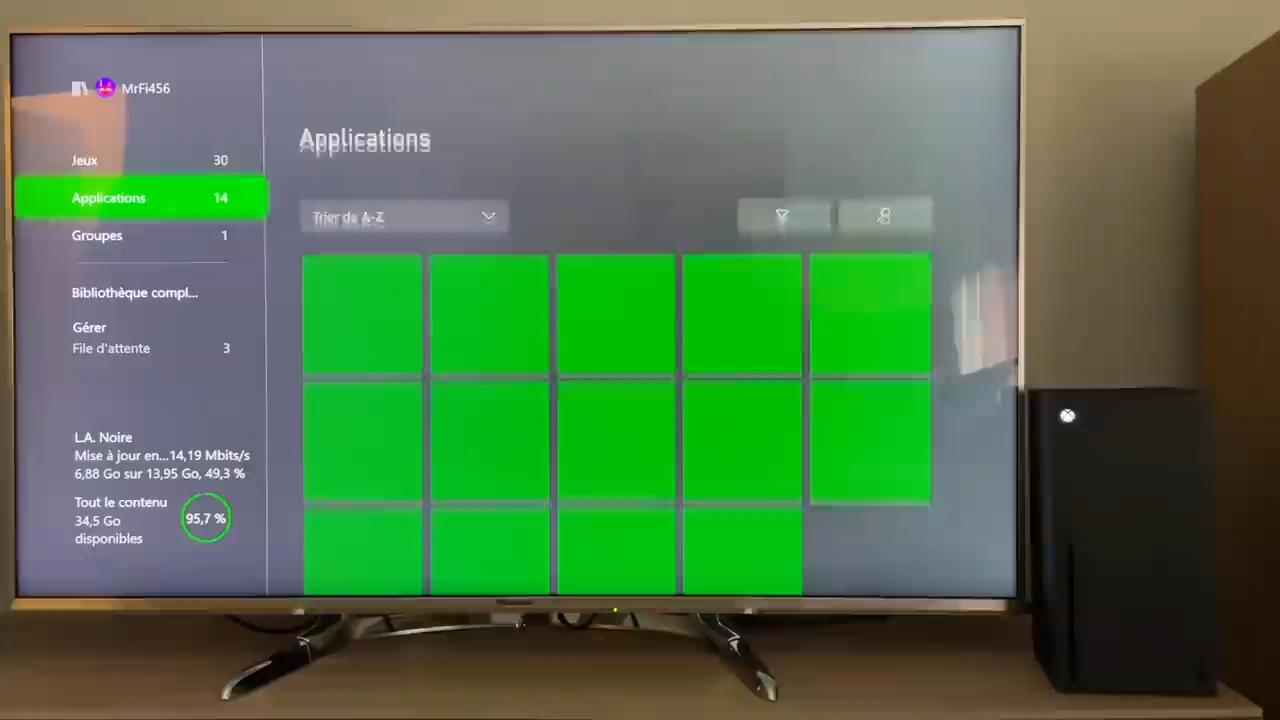 MrFi456
Jeux 30
Applications 14
Groupes 1
Bibliothèque compl...
Gérer
File d'attente 3
L.A. Noire
Mise à jour en...14,19 Mbits/s
6,88 Go sur 13,95 Go, 49,3 %
Tout le contenu
34,5 Go
disponibles
95,7 %
Applications
Trier de A-Z